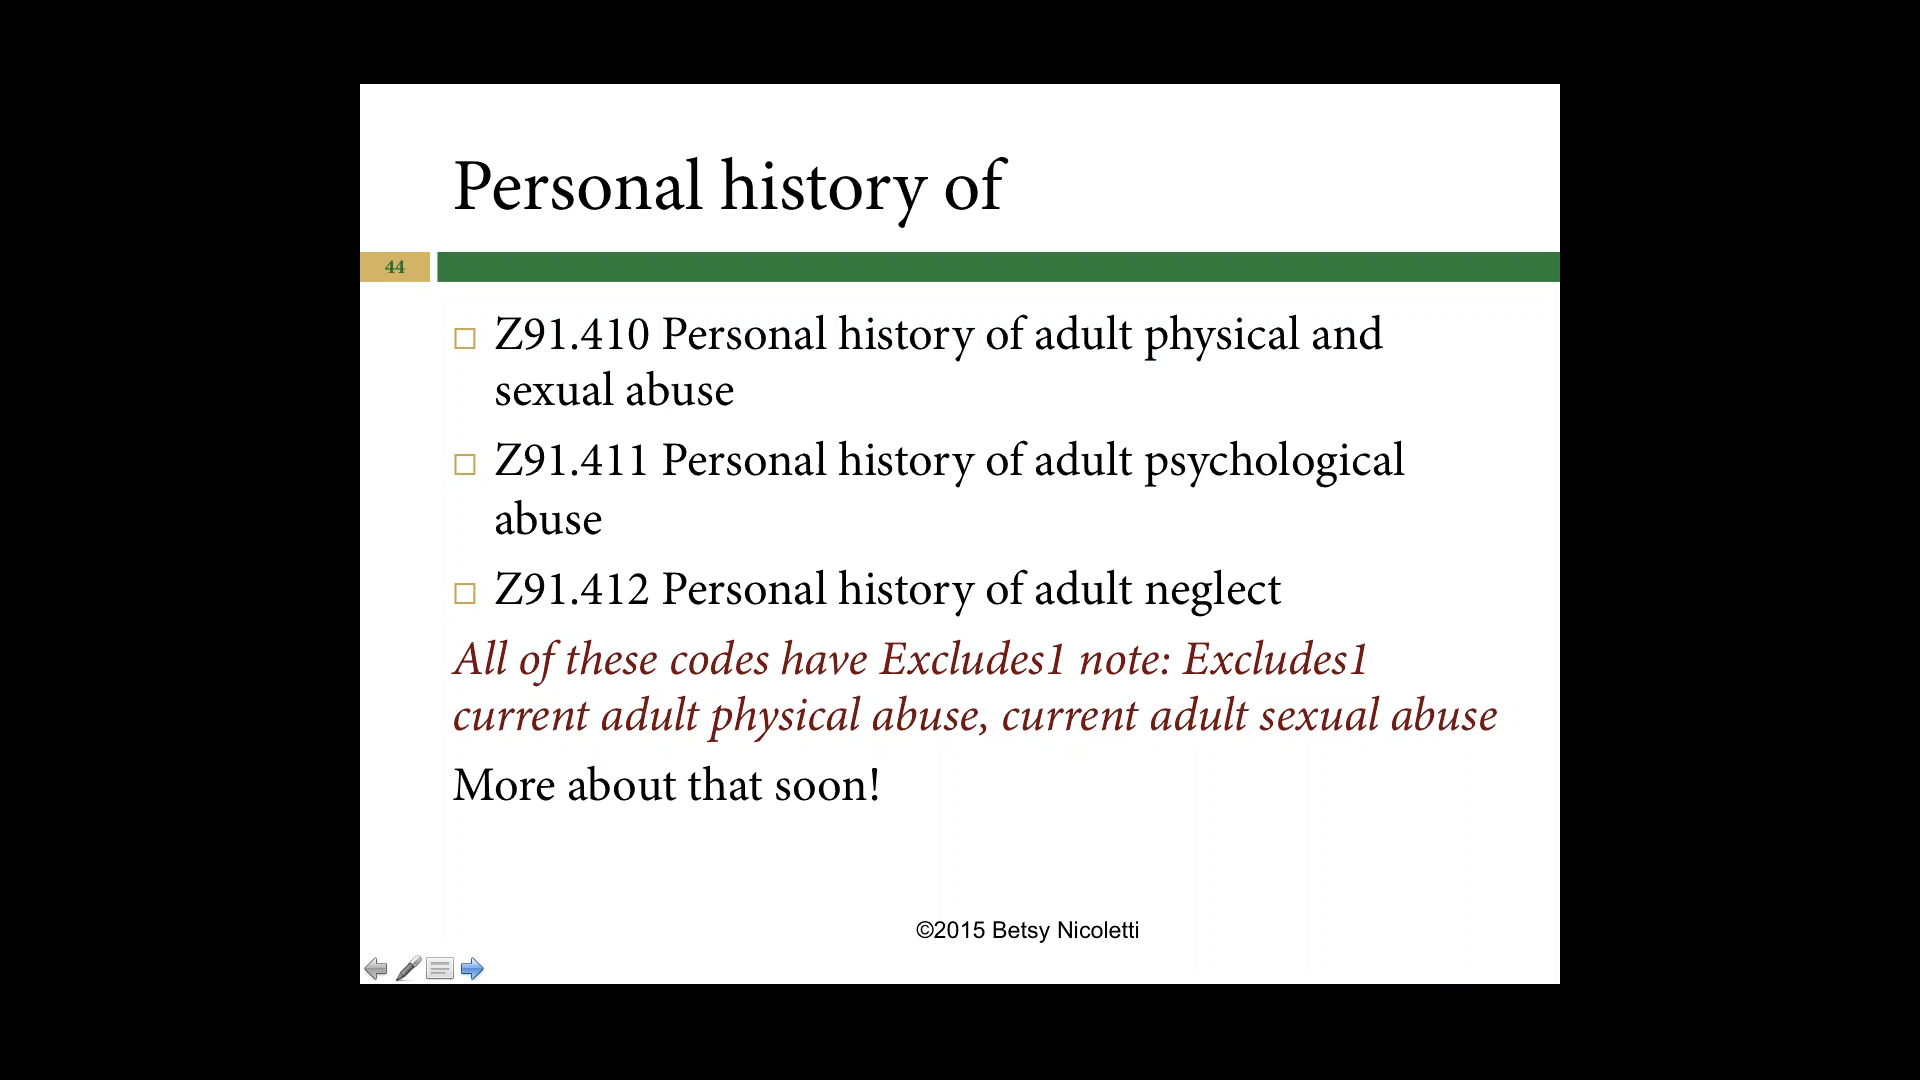 Personal history of
44
Z91.410 Personal history of adult physical and
sexual abuse
Z91.411 Personal history of adult psychological
abuse
Z91.412 Personal history of adult neglect
All of these codes have Excludes1 note: Excludes1
current adult physical abuse, current adult sexual abuse
More about that soon!
©2015 Betsy Nicoletti